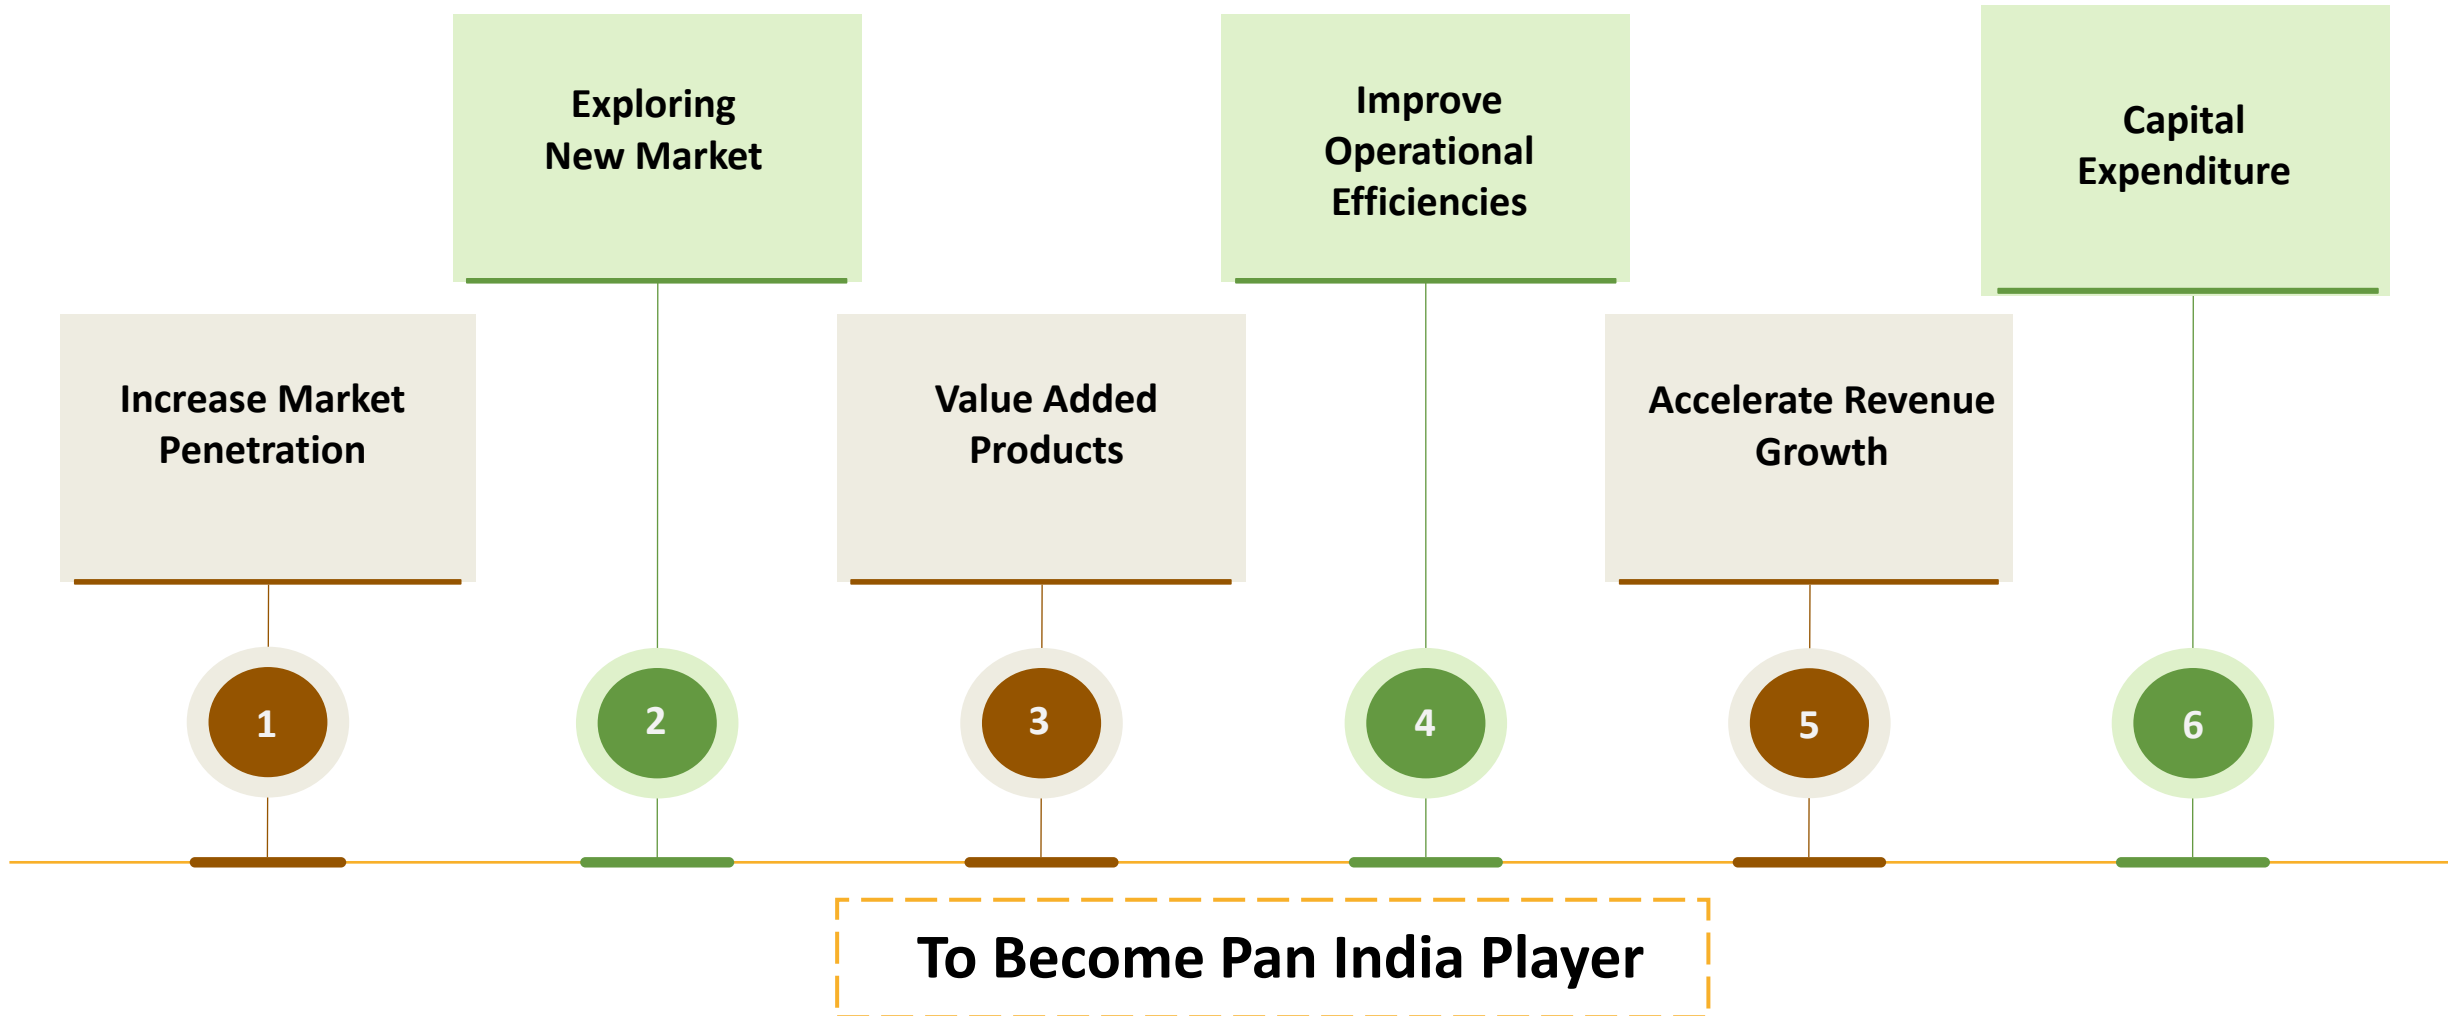 Increase Market
Penetration
1
Exploring
New Market
2
Value Added
Products
3
Improve
Operational
Efficiencies
4
Accelerate Revenue
Growth
5
Capital
Expenditure
6
To Become Pan India Player